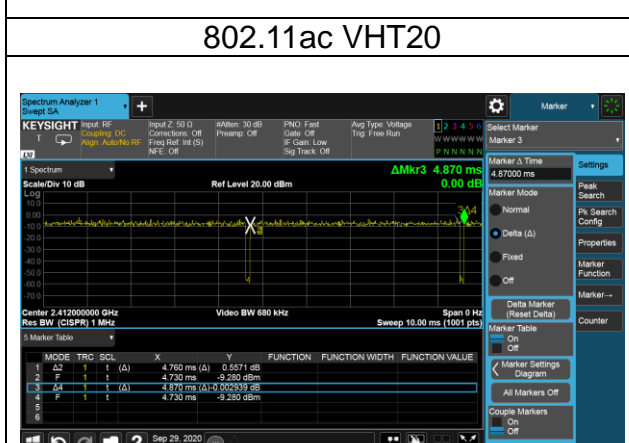 802.11ac VHT20
Spectrum Analyzer 1
Swept SA
+
Marker
KEYSIGHT Input: RF Input Z: 50 Ω #Atten: 30 dB PNO: Fast Avg Type: Voltage 1 2 3 4 5 6
Coupling: DC Corrections: Off Preamp: Off Gate: Off Trig: Free Run W W W W W W
Align: Auto/No RF Freq Ref: Int (S) IF Gain: Low
NFE: Off Sig Track: Off P N N N N N
Select Marker
Marker 3
1 Spectrum ΔMkr3 4.870 ms
Scale/Div 10 dB Ref Level 20.00 dBm 0.00 dB
Log
10.0
0.00
-10.0
-20.0
-30.0
-40.0
-50.0
-60.0
-70.0
Center 2.412000000 GHz Video BW 680 kHz Span 0 Hz
Res BW (CISPR) 1 MHz Sweep 10.00 ms (1001 pts)
5 Marker Table
MODE TRC SCL X Y FUNCTION FUNCTION WIDTH FUNCTION VALUE
1 Δ2 1 t (Δ) 4.760 ms (Δ) 0.5571 dB
2 F 1 t 4.730 ms -9.280 dBm
3 Δ4 1 t (Δ) 4.870 ms (Δ) -0.002939 dB
4 F 1 t 4.730 ms -9.280 dBm
5
6
Sep 29, 2020
Marker Δ Time
4.87000 ms
Marker Mode
Normal
Delta (Δ)
Fixed
Off
Delta Marker
(Reset Delta)
Marker Table
On
Off
Marker Settings
Diagram
All Markers Off
Couple Markers
On
Off
Settings
Peak
Search
Pk Search
Config
Properties
Marker
Function
Marker→
Counter